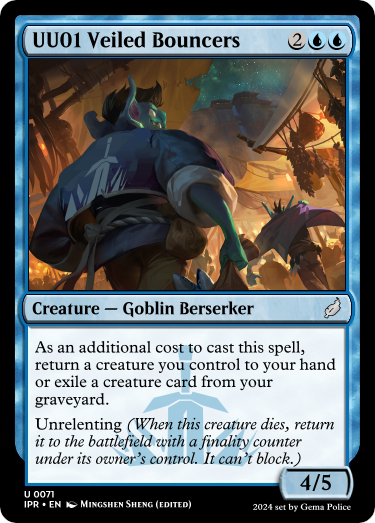 UU01 Veiled Bouncers 2
Creature — Goblin Berserker
As an additional cost to cast this spell,
return a creature you control to your hand
or exile a creature card from your
graveyard.
Unrelenting (When this creature dies, return
it to the battlefield with a finality counter
under its owner's control. It can't block.)
4/5
U 0071
IPR • EN Mingshen Sheng (edited)
2024 set by Gema Police